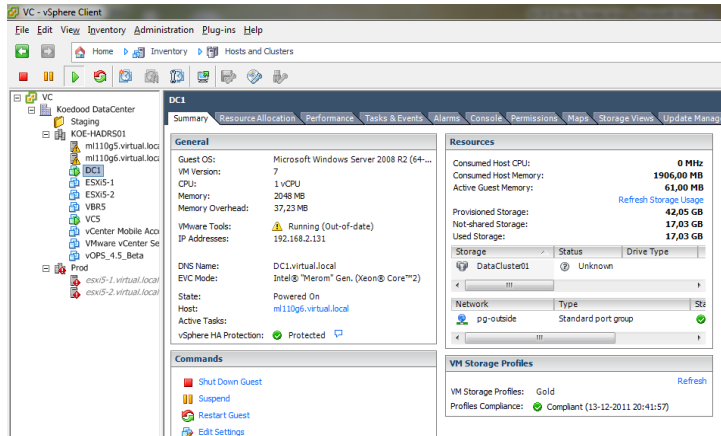 VC - vSphere Client
File Edit View Inventory Administration Plug-ins Help
Home Inventory Hosts and Clusters
VC
Koedood DataCenter
Staging
KOE-HADRS01
ml110g5.virtual.loc
ml110g6.virtual.loc
DC1
ESXi5-1
ESXi5-2
VBR5
VC5
vCenter Mobile Acc
VMware vCenter Se
vOPS_4.5_Beta
Prod
esxi5-1.virtual.local
esxi5-2.virtual.local
DC1
Summary Resource Allocation Performance Tasks & Events Alarms Console Permissions Maps Storage Views Update Manag
General
Guest OS: Microsoft Windows Server 2008 R2 (64-...
VM Version: 7
CPU: 1 vCPU
Memory: 2048 MB
Memory Overhead: 37,23 MB
VMware Tools: Running (Out-of-date)
IP Addresses: 192.168.2.131
DNS Name: DC1.virtual.local
EVC Mode: Intel® "Merom" Gen. (Xeon® Core™2)
State: Powered On
Host: ml110g6.virtual.local
Active Tasks:
vSphere HA Protection: Protected
Commands
Shut Down Guest
Suspend
Restart Guest
Edit Settings
Resources
Consumed Host CPU: 0 MHz
Consumed Host Memory: 1906,00 MB
Active Guest Memory: 61,00 MB
Refresh Storage Usage
Provisioned Storage: 42,05 GB
Not-shared Storage: 17,03 GB
Used Storage: 17,03 GB
Storage Status Drive Type
DataCluster01 Unknown
Network Type Sta
pg-outside Standard port group
VM Storage Profiles
Refresh
VM Storage Profiles: Gold
Profiles Compliance: Compliant (13-12-2011 20:41:57)